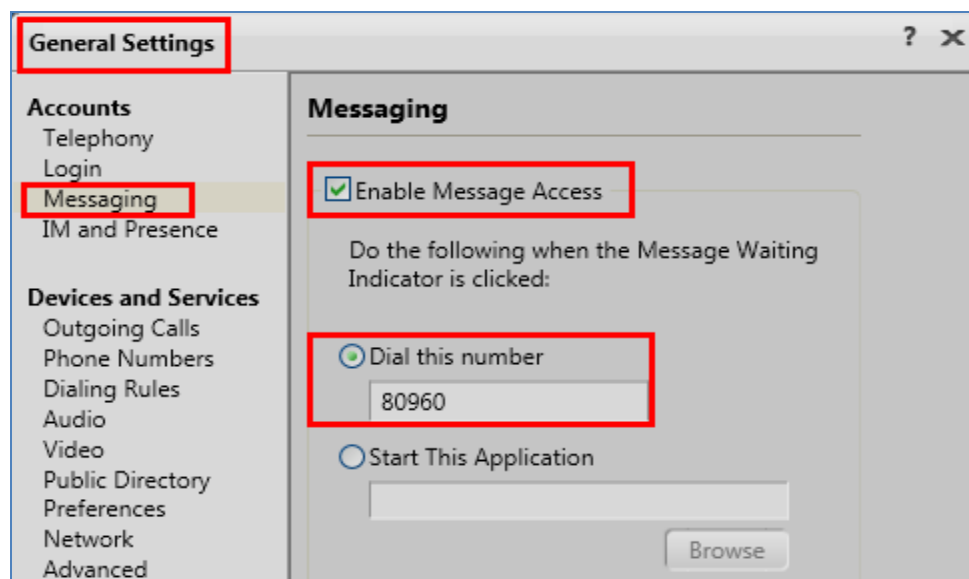 General Settings
? X
Accounts
Telephony
Login
Messaging
IM and Presence
Devices and Services
Outgoing Calls
Phone Numbers
Dialing Rules
Audio
Video
Public Directory
Preferences
Network
Advanced
Messaging
Enable Message Access
Do the following when the Message Waiting
Indicator is clicked:
Dial this number
80960
Start This Application
Browse